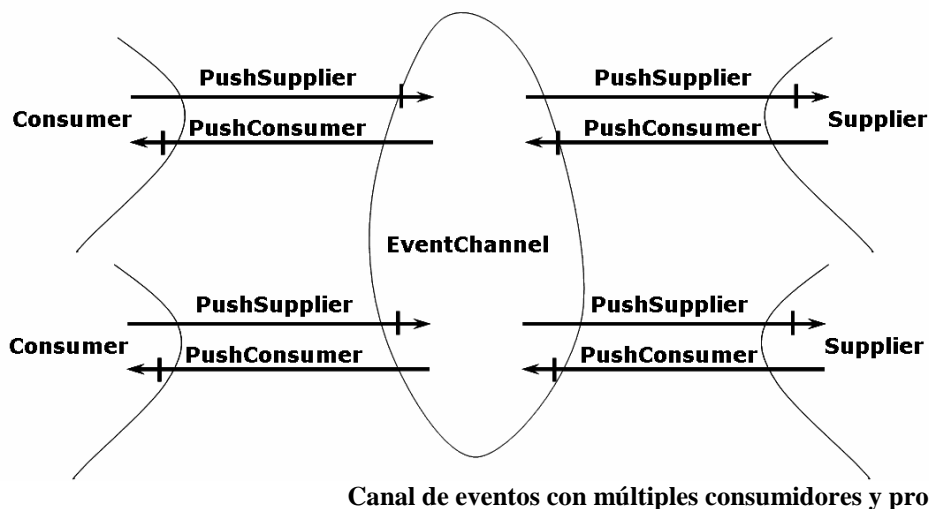 PushSupplier PushSupplier
Consumer Supplier
PushConsumer PushConsumer
EventChannel
PushSupplier PushSupplier
Consumer Supplier
PushConsumer PushConsumer
Canal de eventos con múltiples consumidores y pro